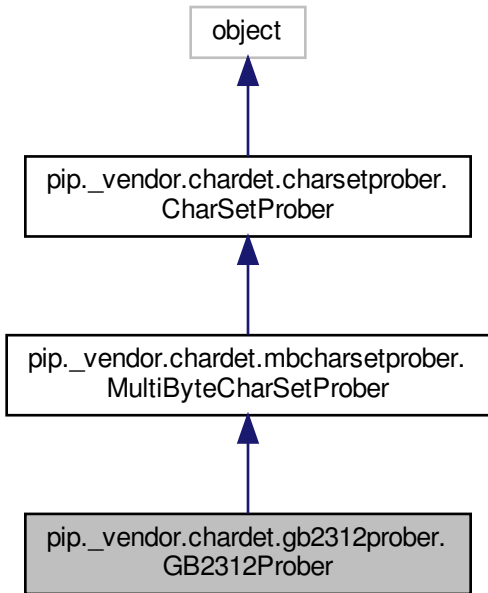 object
pip._vendor.chardet.charsetprober.
CharSetProber
pip._vendor.chardet.mbcharsetprober.
MultiByteCharSetProber
pip._vendor.chardet.gb2312prober.
GB2312Prober